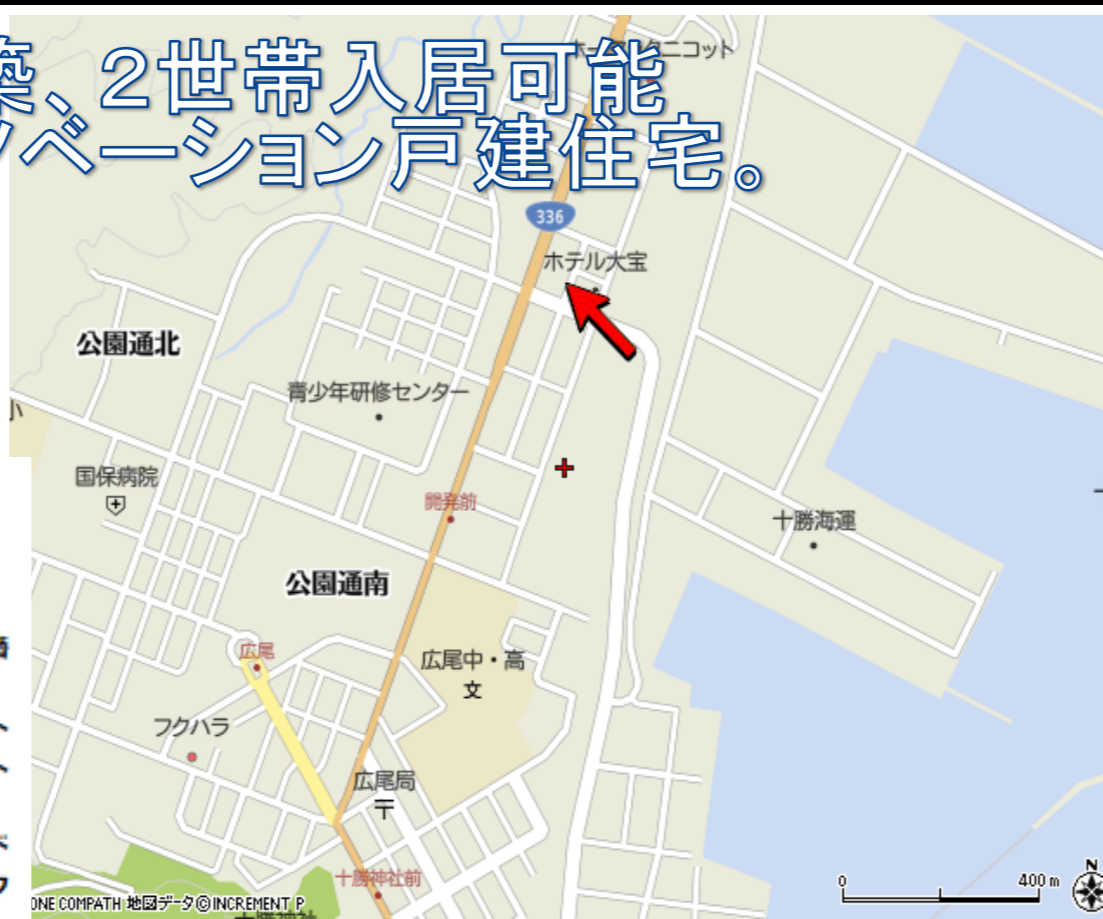 築、2世帯入居可能
ノベーション戸建住宅。
336
ホテル大宝
公園通北
青少年研修センター
小
国保病院
開発前
十勝海運
公園通南
広尾
広尾中・高
文
フクハラ
広尾局
〒
十勝神社前
0
400 m
N
ONE COMPATH 地図データ©INCREMENT P